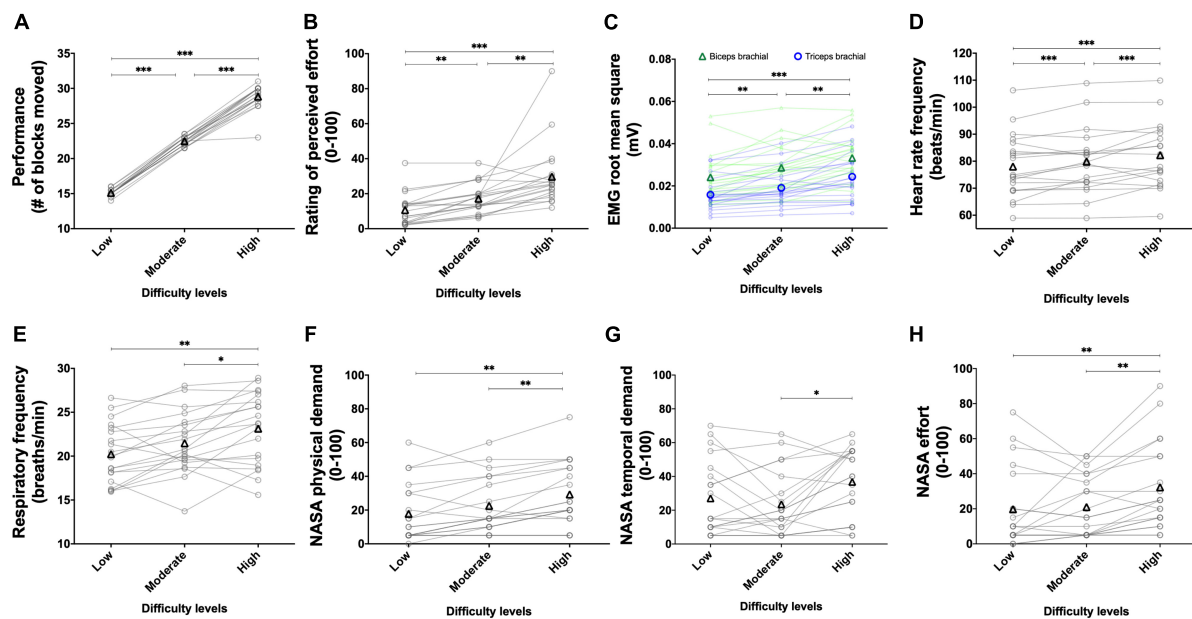 A
Performance
(# of blocks moved)
35
30
25
20
15
10
***
***
***
Low
Moderate
High
Difficulty levels
B
Rating of perceived effort
(0-100)
100
80
60
40
20
0
***
**
**
Low
Moderate
High
Difficulty levels
C
EMG root mean square
(mV)
0.08
0.06
0.04
0.02
0.00
Biceps brachial
Triceps brachial
***
**
**
Low
Moderate
High
Difficulty levels
D
Heart rate frequency
(beats/min)
120
110
100
90
80
70
60
***
***
***
Low
Moderate
High
Difficulty levels
E
Respiratory frequency
(breaths/min)
30
25
20
15
10
**
*
Low
Moderate
High
Difficulty levels
F
NASA physical demand
(0-100)
100
80
60
40
20
0
**
**
Low
Moderate
High
Difficulty levels
G
NASA temporal demand
(0-100)
100
80
60
40
20
0
*
Low
Moderate
High
Difficulty levels
H
NASA effort
(0-100)
100
80
60
40
20
0
**
**
Low
Moderate
High
Difficulty levels